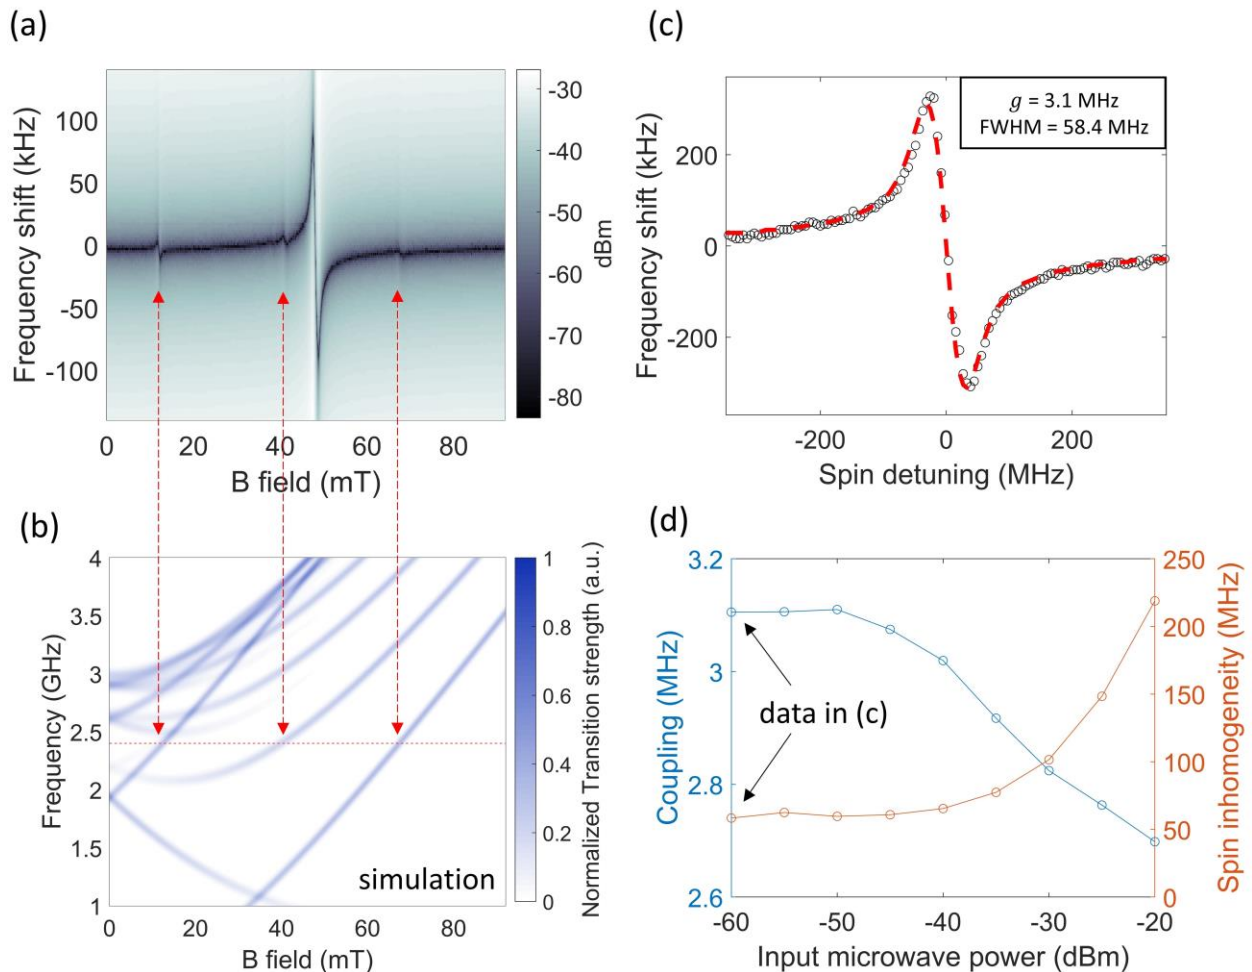 (a)
Frequency shift (kHz)
100
50
0
-50
-100
0
20
40
60
80
B field (mT)
-30
-40
-50
-60
-70
-80
dBm
(c)
Frequency shift (kHz)
200
0
-200
-200
0
200
Spin detuning (MHz)
g = 3.1 MHz
FWHM = 58.4 MHz
(b)
Frequency (GHz)
4
3.5
3
2.5
2
1.5
1
0
20
40
60
80
B field (mT)
simulation
1
0.8
0.6
0.4
0.2
0
Normalized Transition strength (a.u.)
(d)
Coupling (MHz)
3.2
3
2.8
2.6
data in (c)
-60
-50
-40
-30
-20
Input microwave power (dBm)
250
200
150
100
50
0
Spin inhomogeneity (MHz)